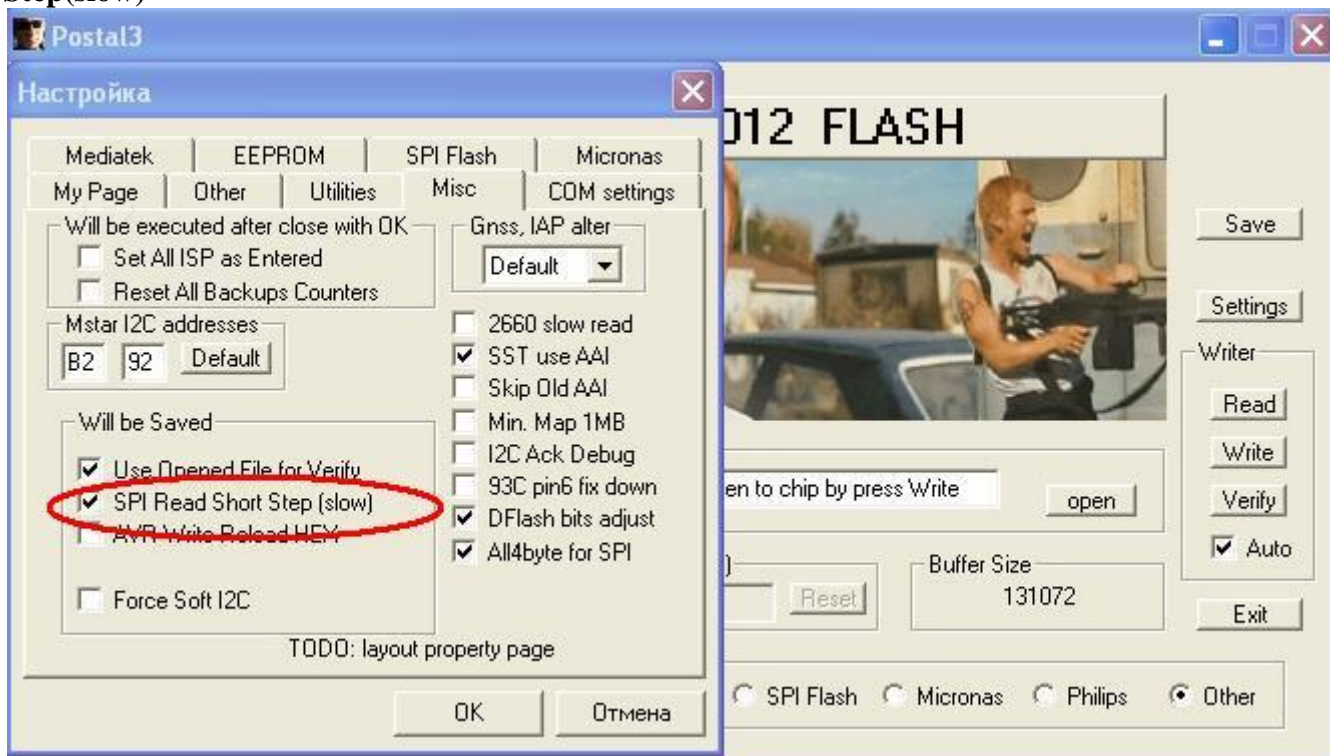 Step(slow)
Postal3
Настройка
012 FLASH
Mediatek EEPROM SPI Flash Micronas
My Page Other Utilities Misc COM settings
Will be executed after close with OK
Set All ISP as Entered
Reset All Backups Counters
Gnss, IAP alter
Default
Mstar I2C addresses
B2 92 Default
2660 slow read
SST use AAI
Skip Old AAI
Min. Map 1MB
I2C Ack Debug
93C pin6 fix down
DFlash bits adjust
All4byte for SPI
Will be Saved
Use Opened File for Verify
SPI Read Short Step (slow)
AVR Write Reload HEY
Force Soft I2C
TODO: layout property page
OK Отмена
Save
Settings
Writer
Read
Write
Verify
Auto
Exit
en to chip by press Write open
Reset
Buffer Size
131072
SPI Flash Micronas Philips Other